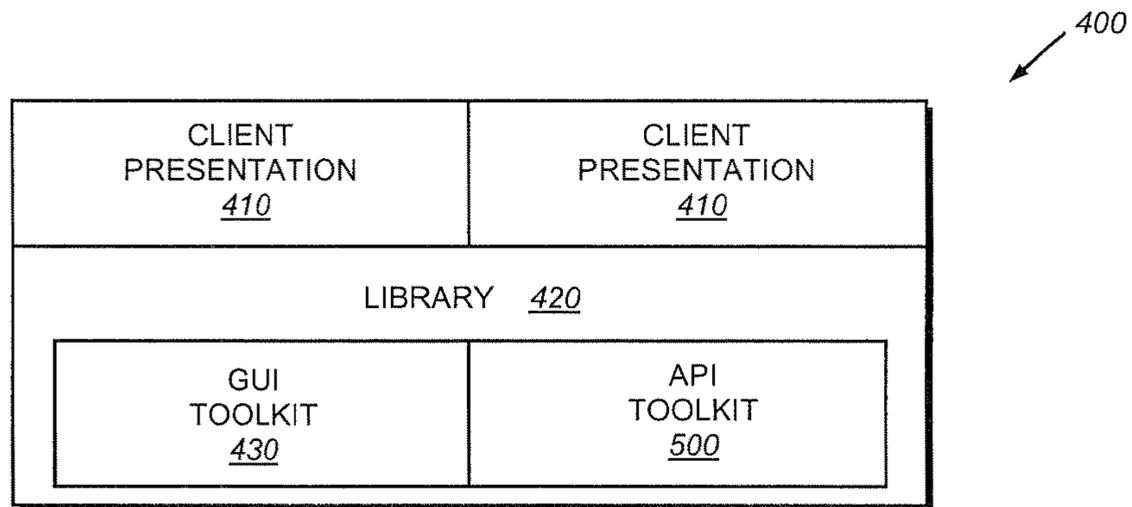 400
CLIENT
PRESENTATION
410
CLIENT
PRESENTATION
410
LIBRARY 420
GUI
TOOLKIT
430
API
TOOLKIT
500